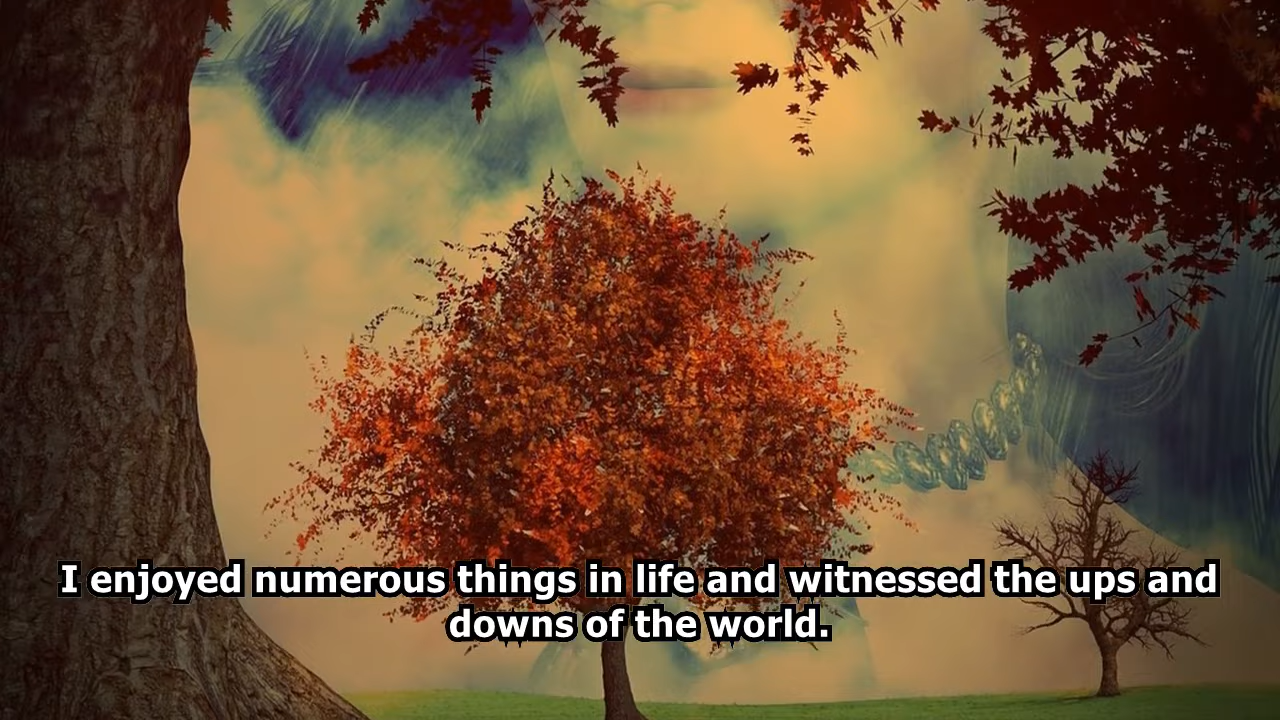 I enjoyed numerous things in life and witnessed the ups and
downs of the world.